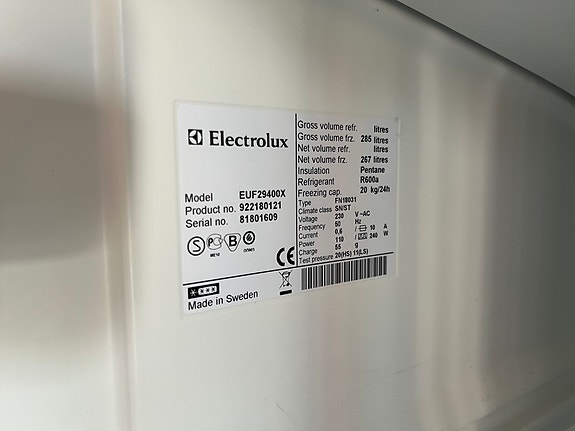 Electrolux
Model EUF29400X
Product no. 922180121
Serial no. 81801609
S PC B
ME10
CE
Made in Sweden
Gross volume refr. litres
Gross volume frz. 285 litres
Net volume refr. litres
Net volume frz. 267 litres
Insulation Pentane
Refrigerant R600a
Freezing cap. 20 kg/24h
Type FN18031
Climate class SN/ST
Voltage 230 V ~AC
Frequency 50 Hz
Current 0,6 / 10 A
Power 110 / 240 W
Charge 55 g
Test pressure 20(HS) 11(LS)